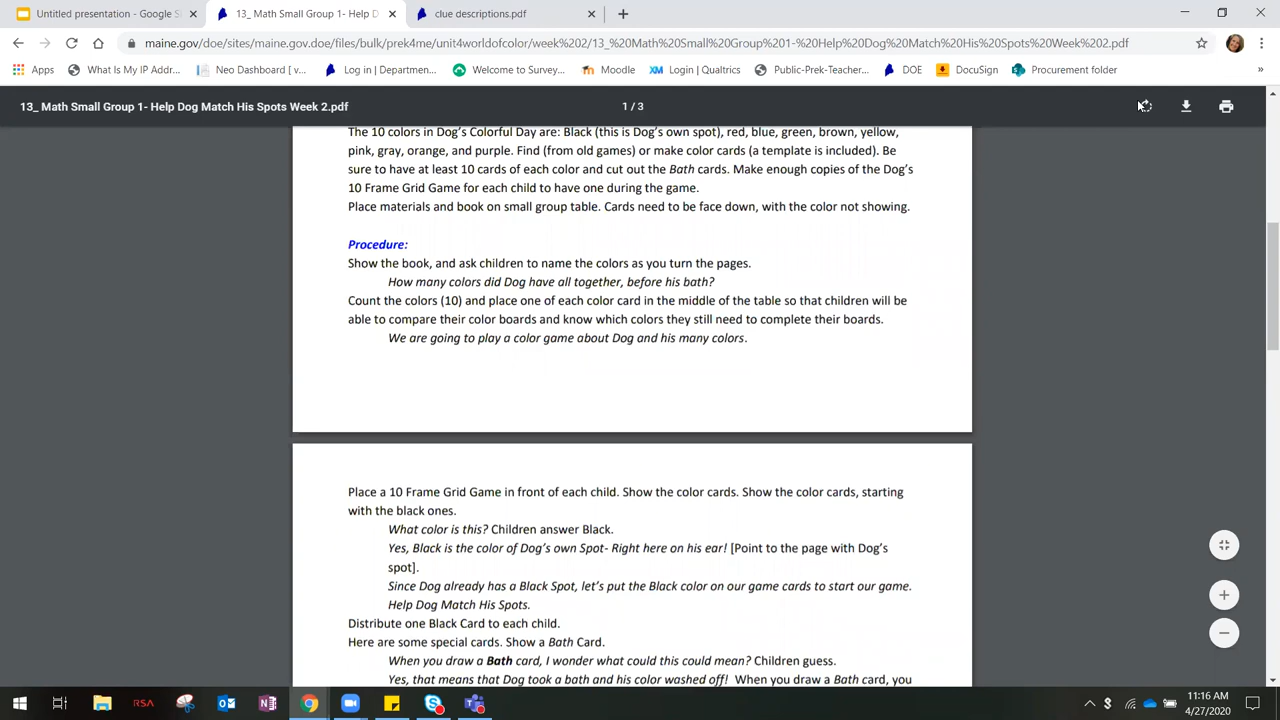 Untitled presentation - Google S
13_ Math Small Group 1- Help D
clue descriptions.pdf
maine.gov/doe/sites/maine.gov.doe/files/bulk/prek4me/unit4worldofcolor/week%202/13_%20Math%20Small%20Group%201-%20Help%20Dog%20Match%20His%20Spots%20Week%202.pdf
Apps
What Is My IP Addr...
Neo Dashboard [ v...
Log in | Departmen...
Welcome to Survey...
Moodle
XM Login | Qualtrics
Public-Prek-Teacher...
DOE
DocuSign
Procurement folder
»
13_ Math Small Group 1- Help Dog Match His Spots Week 2.pdf
1 / 3
The 10 colors in Dog's Colorful Day are: Black (this is Dog's own spot), red, blue, green, brown, yellow,
pink, gray, orange, and purple. Find (from old games) or make color cards (a template is included). Be
sure to have at least 10 cards of each color and cut out the Bath cards. Make enough copies of the Dog's
10 Frame Grid Game for each child to have one during the game.
Place materials and book on small group table. Cards need to be face down, with the color not showing.
Procedure:
Show the book, and ask children to name the colors as you turn the pages.
How many colors did Dog have all together, before his bath?
Count the colors (10) and place one of each color card in the middle of the table so that children will be
able to compare their color boards and know which colors they still need to complete their boards.
We are going to play a color game about Dog and his many colors.
Place a 10 Frame Grid Game in front of each child. Show the color cards. Show the color cards, starting
with the black ones.
What color is this? Children answer Black.
Yes, Black is the color of Dog's own Spot- Right here on his ear! [Point to the page with Dog's
spot].
Since Dog already has a Black Spot, let's put the Black color on our game cards to start our game.
Help Dog Match His Spots.
Distribute one Black Card to each child.
Here are some special cards. Show a Bath Card.
When you draw a Bath card, I wonder what could this could mean? Children guess.
Yes, that means that Dog took a bath and his color washed off! When you draw a Bath card, you
RSA
11:16 AM
4/27/2020